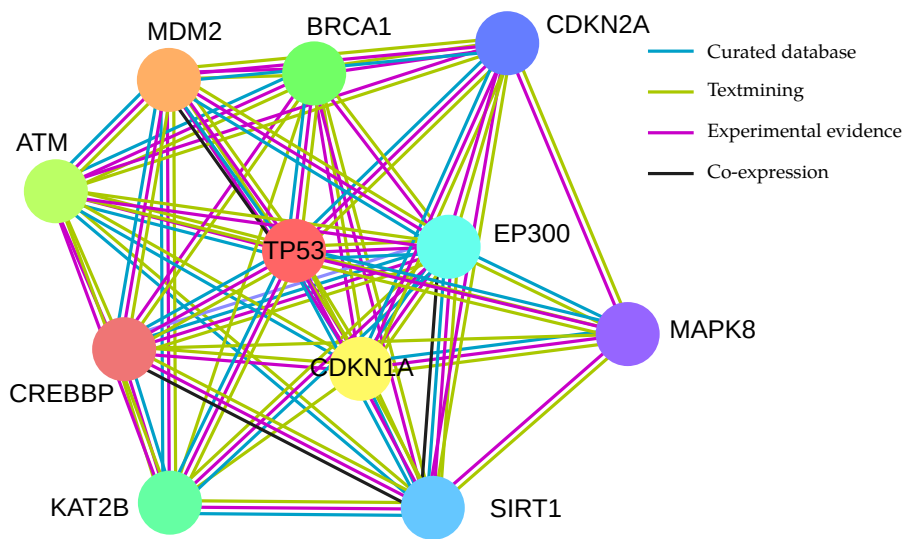 MDM2
BRCA1
CDKN2A
Curated database
Textmining
Experimental evidence
Co-expression
ATM
TP53
EP300
MAPK8
CREBBP
CDKN1A
KAT2B
SIRT1